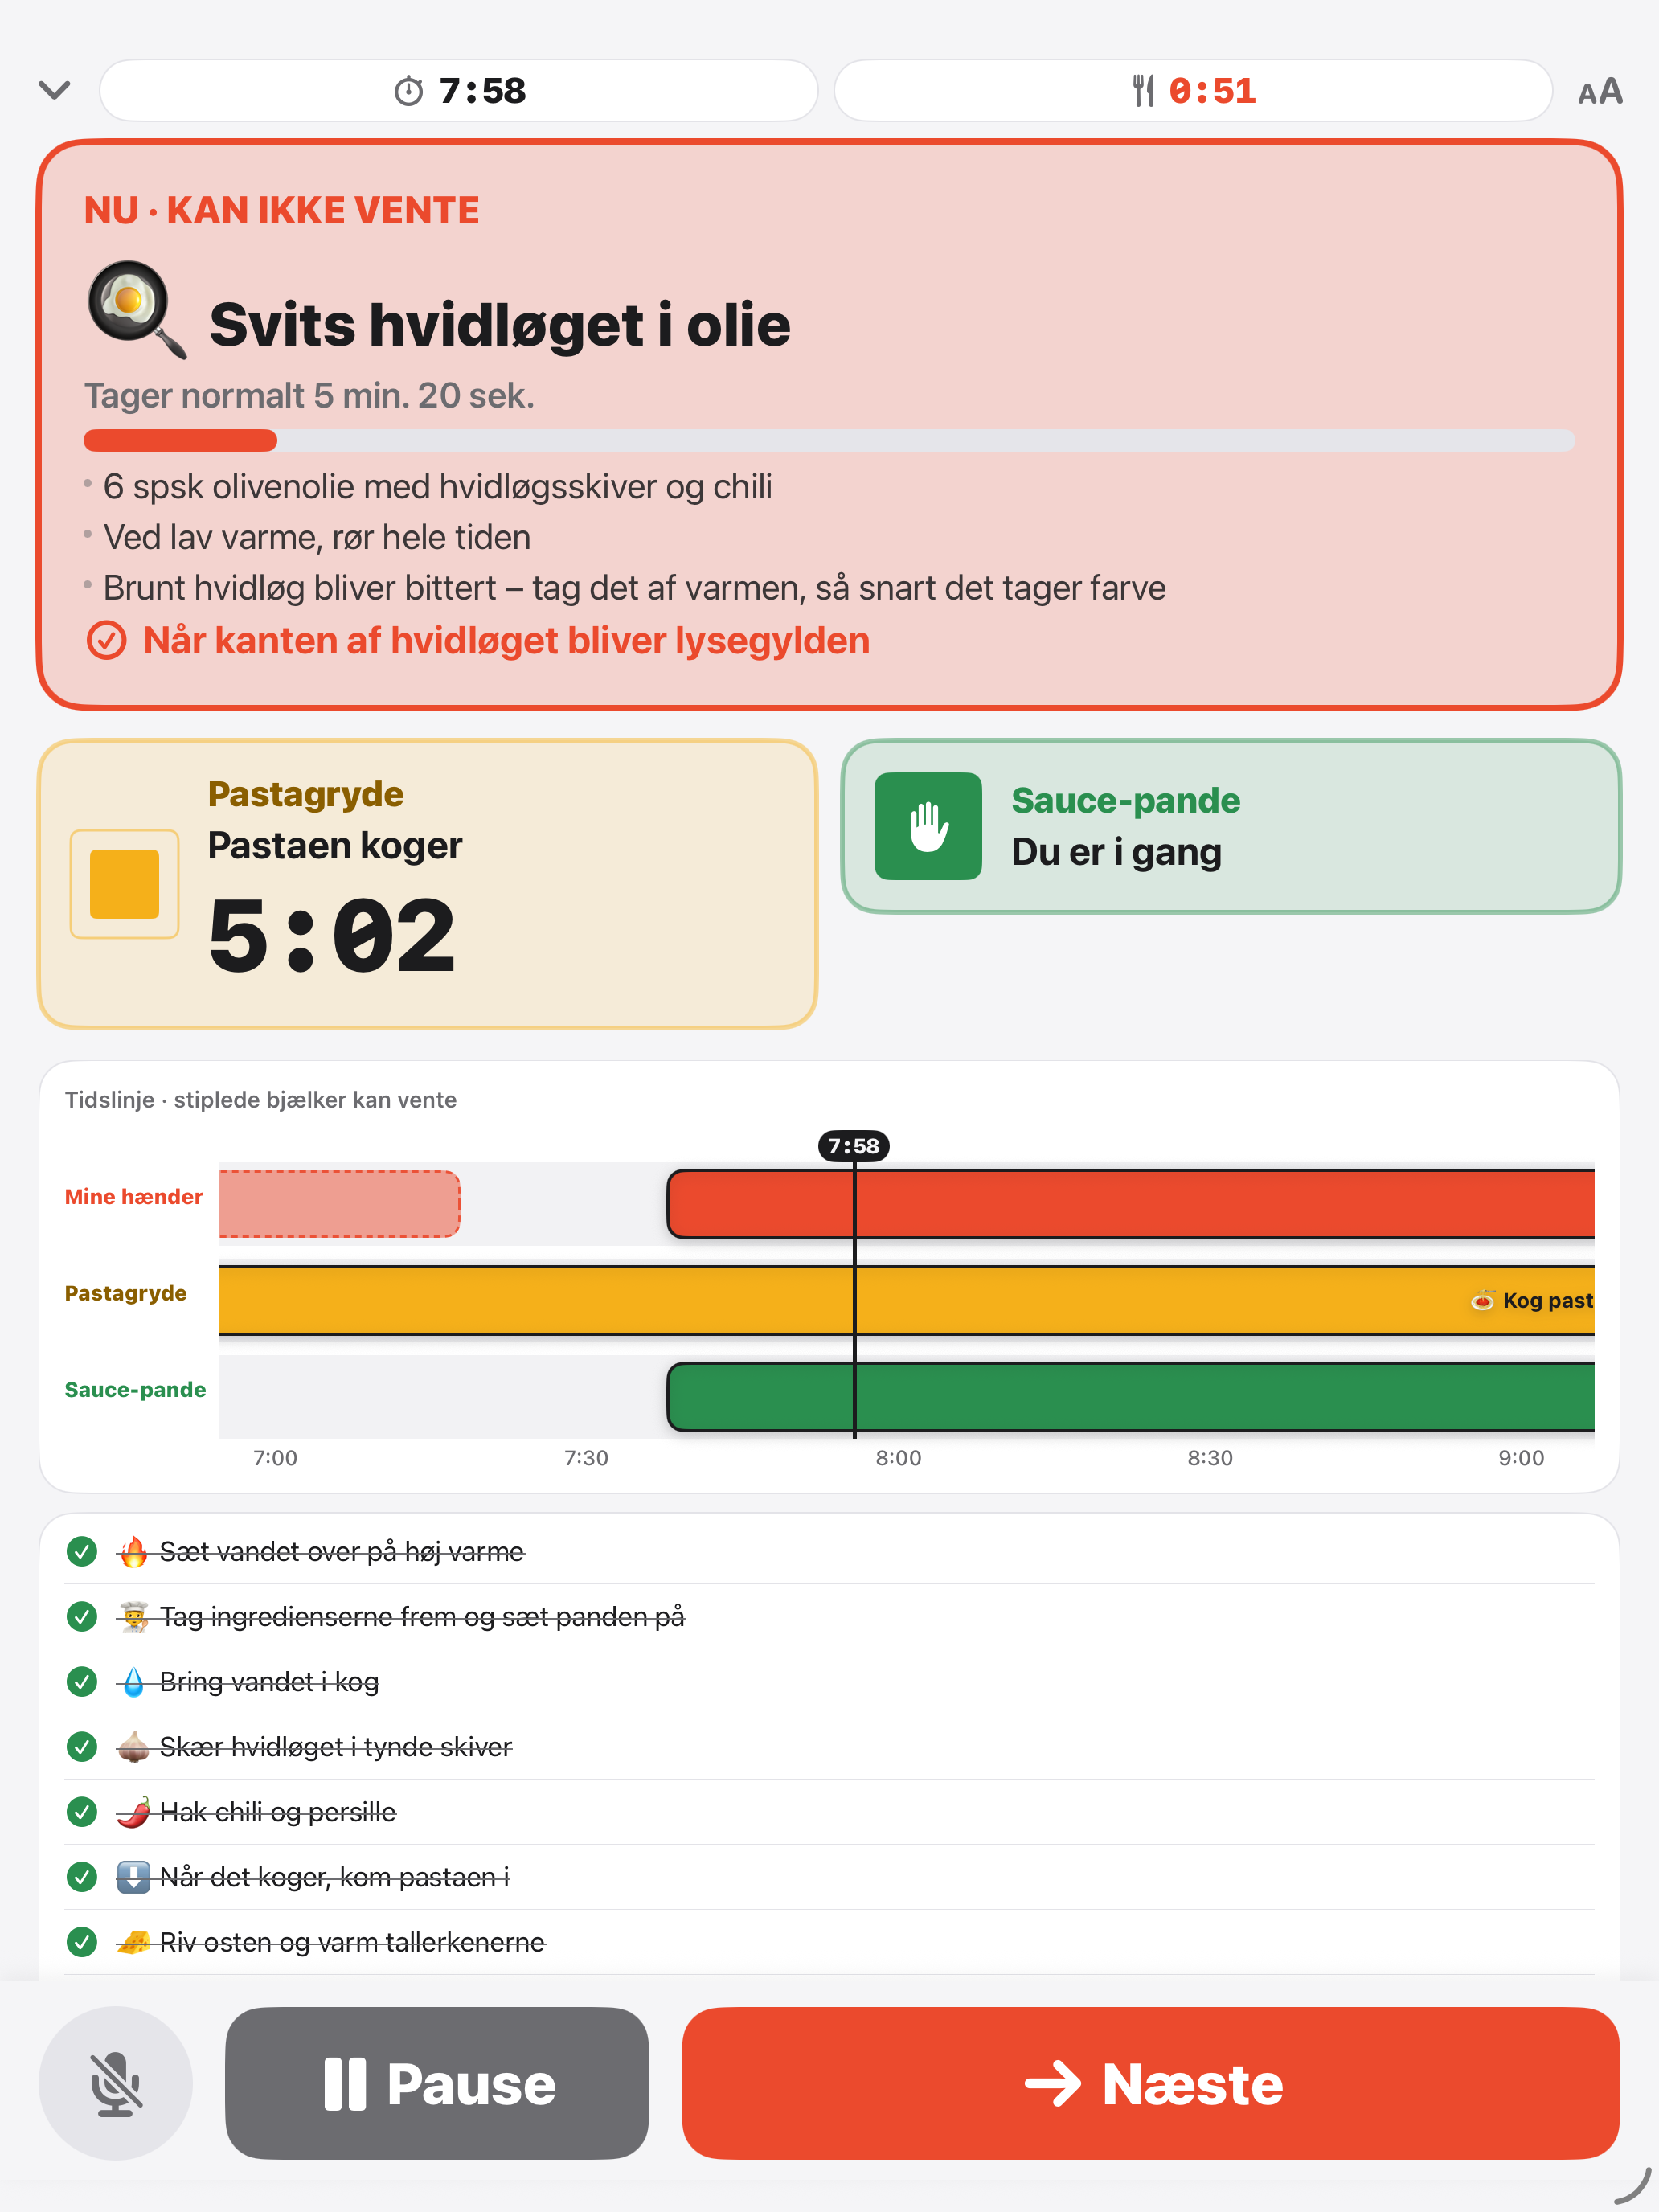 7:58
0:51
AA
NU · KAN IKKE VENTE
Svits hvidløget i olie
Tager normalt 5 min. 20 sek.
• 6 spsk olivenolie med hvidløgsskiver og chili
• Ved lav varme, rør hele tiden
• Brunt hvidløg bliver bittert – tag det af varmen, så snart det tager farve
Når kanten af hvidløget bliver lysegylden
Pastagryde
Pastaen koger
5:02
Sauce-pande
Du er i gang
Tidslinje · stiplede bjælker kan vente
7:58
Mine hænder
Pastagryde
Kog past
Sauce-pande
7:00 7:30 8:00 8:30 9:00
Sæt vandet over på høj varme
Tag ingredienserne frem og sæt panden på
Bring vandet i kog
Skær hvidløget i tynde skiver
Hak chili og persille
Når det koger, kom pastaen i
Riv osten og varm tallerkenerne
Pause
Næste